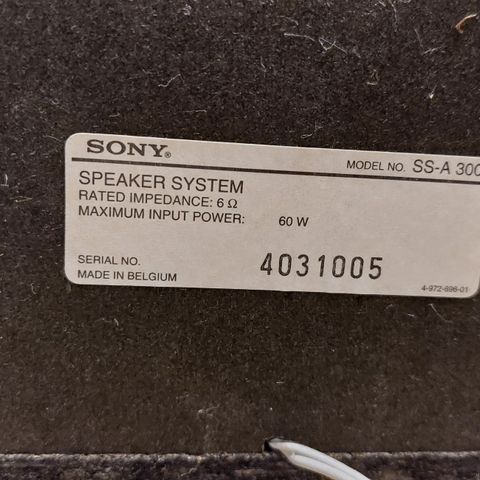 SONY®
MODEL NO. SS-A 300
SPEAKER SYSTEM
RATED IMPEDANCE: 6 Ω
MAXIMUM INPUT POWER: 60 W
SERIAL NO. 4031005
MADE IN BELGIUM
4-972-696-01